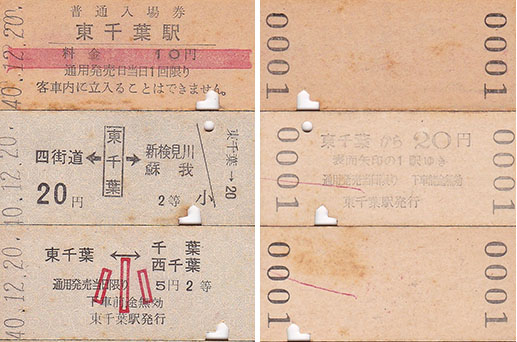 普通入場券
東千葉駅
料金 10円
通用発売日当日1回限り
客車内に立入ることはできません。
40.12.20.
四街道 ←
東千葉
→ 新検見川
蘇我
20円
2等
小
東千葉→20
40.12.20.
東千葉 ↔ 千葉
西千葉
小
通用発売当日限り 5円 2等
下車前途無効
東千葉駅発行
40.12.20.
0001
0001
東千葉から20円
表面矢印の1駅ゆき
通用発売当日限り 下車前途無効
東千葉駅発行
0001
0001
0001
0001